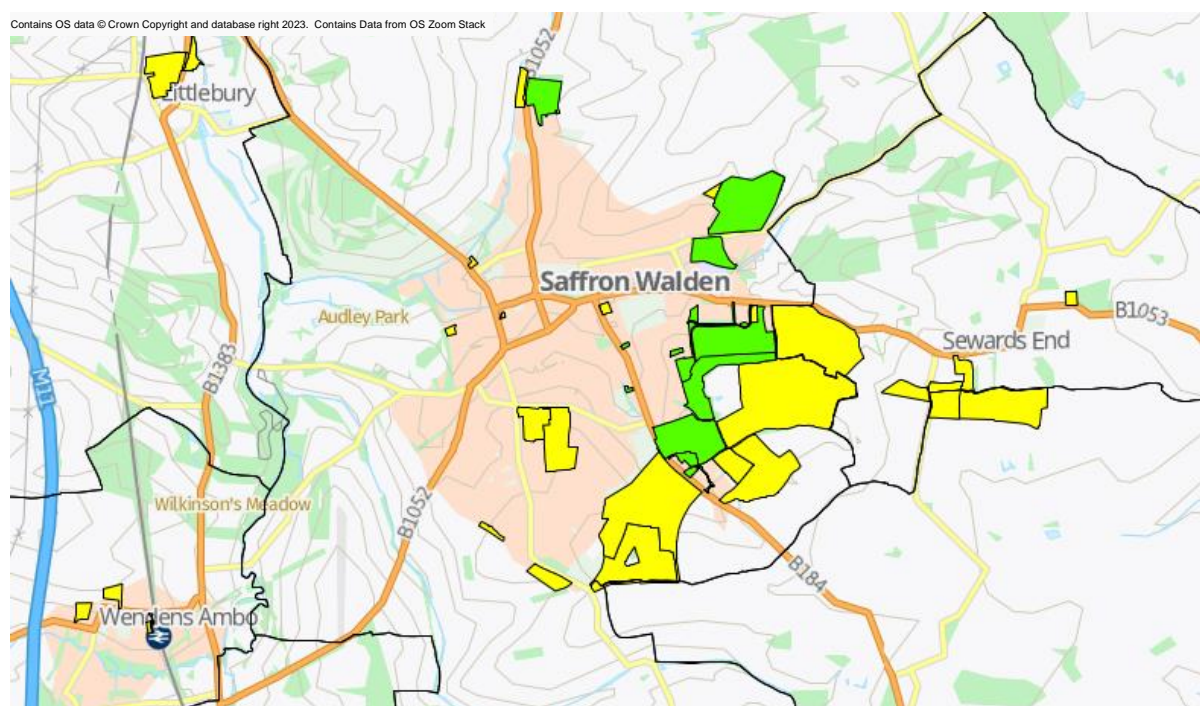 Contains OS data © Crown Copyright and database right 2023. Contains Data from OS Zoom Stack
B1052
Littlebury
Saffron Walden
Audley Park
B1053
Sewards End
B1383
M11
Wilkinson's Meadow
B1052
B184
Wendens Ambo